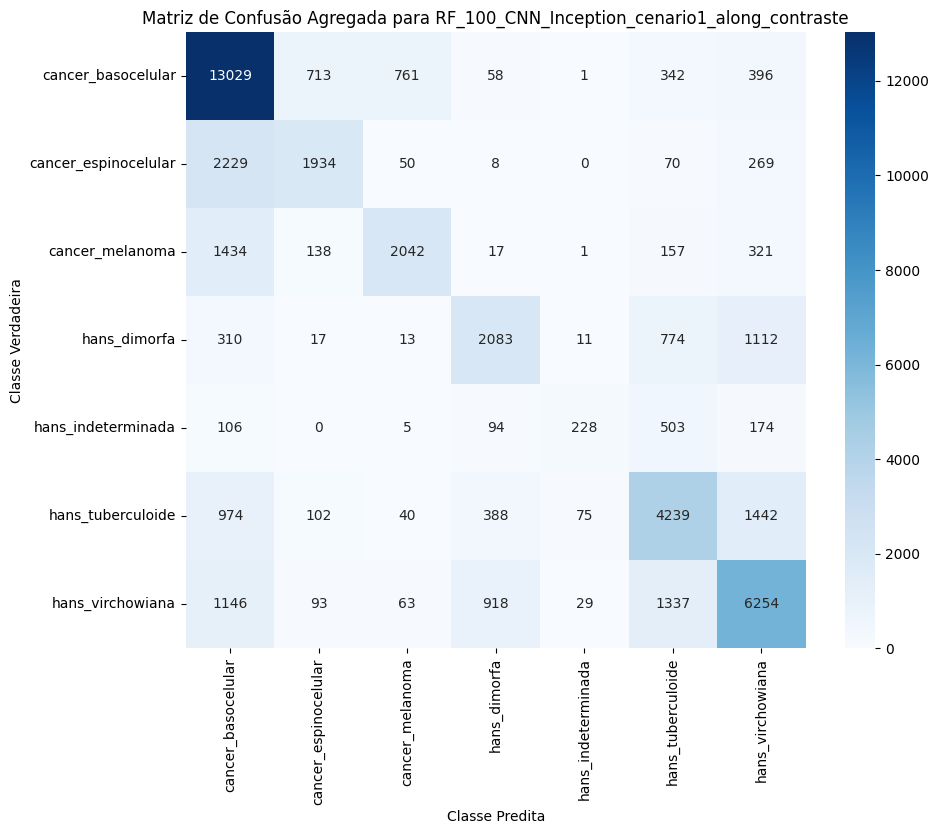 Matriz de Confusão Agregada para RF_100_CNN_Inception_cenario1_along_contraste
cancer_basocelular 13029 713 761 58 1 342 396
cancer_espinocelular 2229 1934 50 8 0 70 269
cancer_melanoma 1434 138 2042 17 1 157 321
hans_dimorfa 310 17 13 2083 11 774 1112
hans_indeterminada 106 0 5 94 228 503 174
hans_tuberculoide 974 102 40 388 75 4239 1442
hans_virchowiana 1146 93 63 918 29 1337 6254
Classe Verdadeira
cancer_basocelular
cancer_espinocelular
cancer_melanoma
hans_dimorfa
hans_indeterminada
hans_tuberculoide
hans_virchowiana
Classe Predita
12000
10000
8000
6000
4000
2000
0